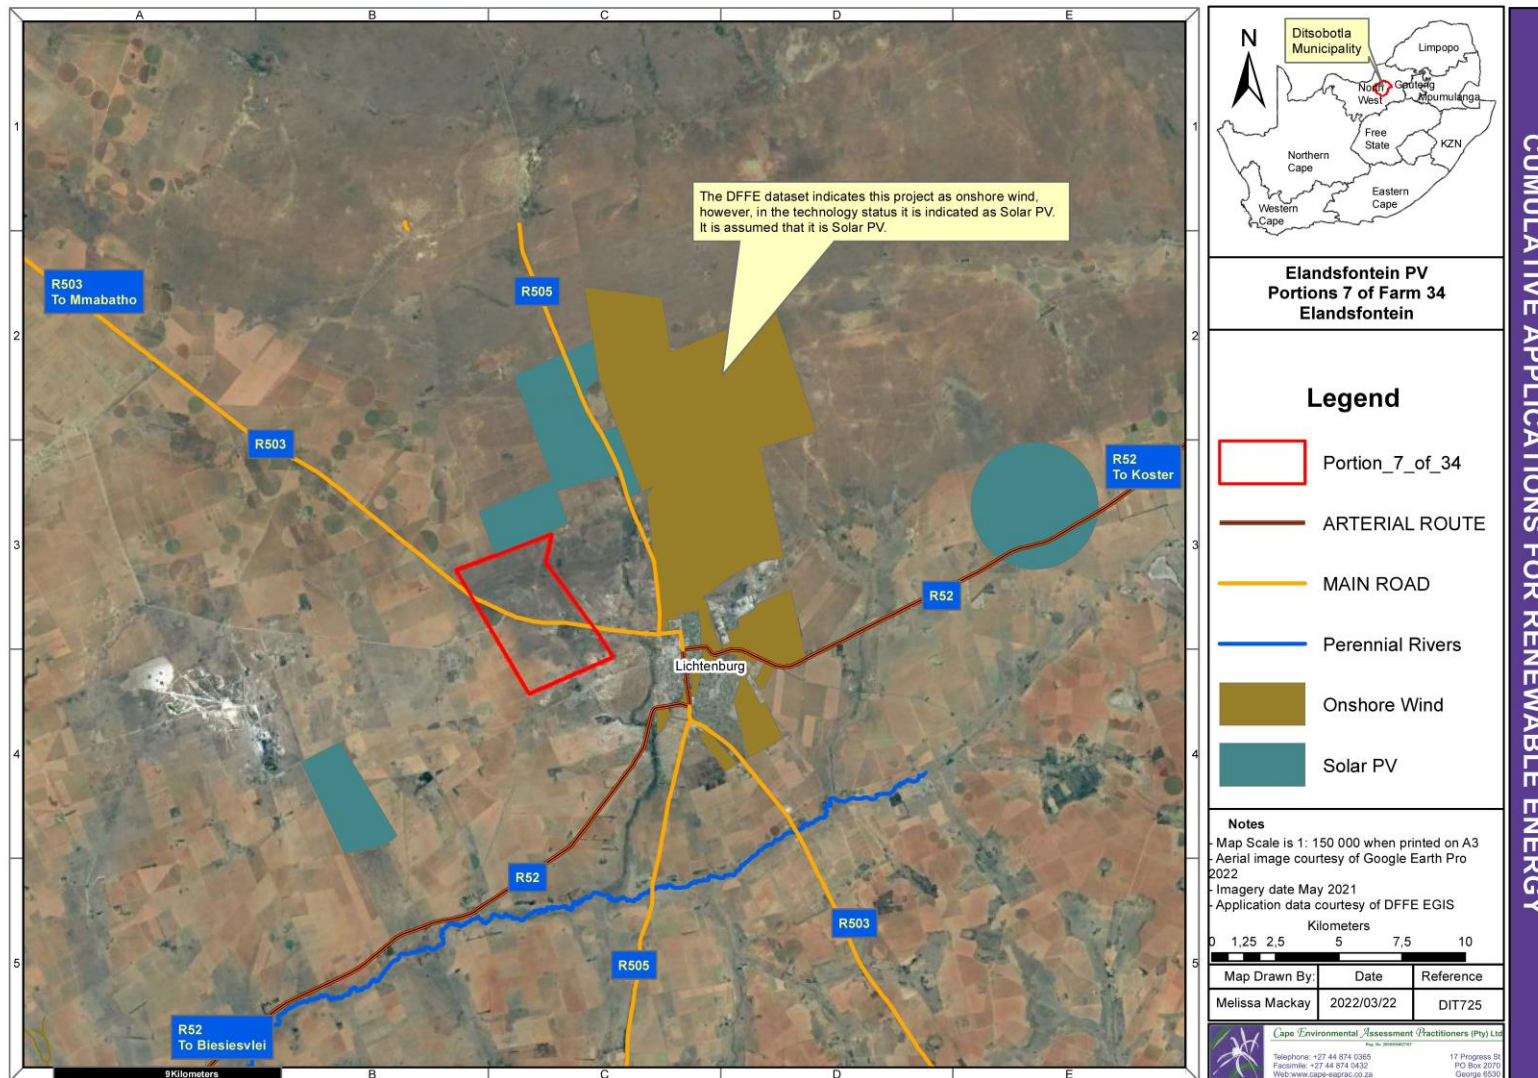 A
B
C
D
E
1
2
3
4
5
1
2
3
4
5
A
B
C
D
E
The DFFE dataset indicates this project as onshore wind,
however, in the technology status it is indicated as Solar PV.
It is assumed that it is Solar PV.
R503
To Mmabatho
R505
R503
R52
To Koster
R52
Lichtenburg
R52
R503
R505
R52
To Biesiesvlei
9Kilometers
N
Ditsobotla
Municipality
Limpopo
North
West
Gauteng
Mpumulanga
Free
State
KZN
Northern
Cape
Eastern
Cape
Western
Cape
Elandsfontein PV
Portions 7 of Farm 34
Elandsfontein
Legend
Portion_7_of_34
ARTERIAL ROUTE
MAIN ROAD
Perennial Rivers
Onshore Wind
Solar PV
Notes
- Map Scale is 1: 150 000 when printed on A3
- Aerial image courtesy of Google Earth Pro
2022
- Imagery date May 2021
- Application data courtesy of DFFE EGIS
Kilometers
0 1,25 2,5 5 7,5 10
Map Drawn By: Date Reference
Melissa Mackay 2022/03/22 DIT725
Cape Environmental Assessment Practitioners (Pty) Ltd
Telephone: +27 44 874 0365 17 Progress St
Facsimile: +27 44 874 0432 PO Box 2070
Web:www.cape-eaprac.co.za George 6530
CUMULATIVE APPLICATIONS FOR RENEWABLE ENERGY